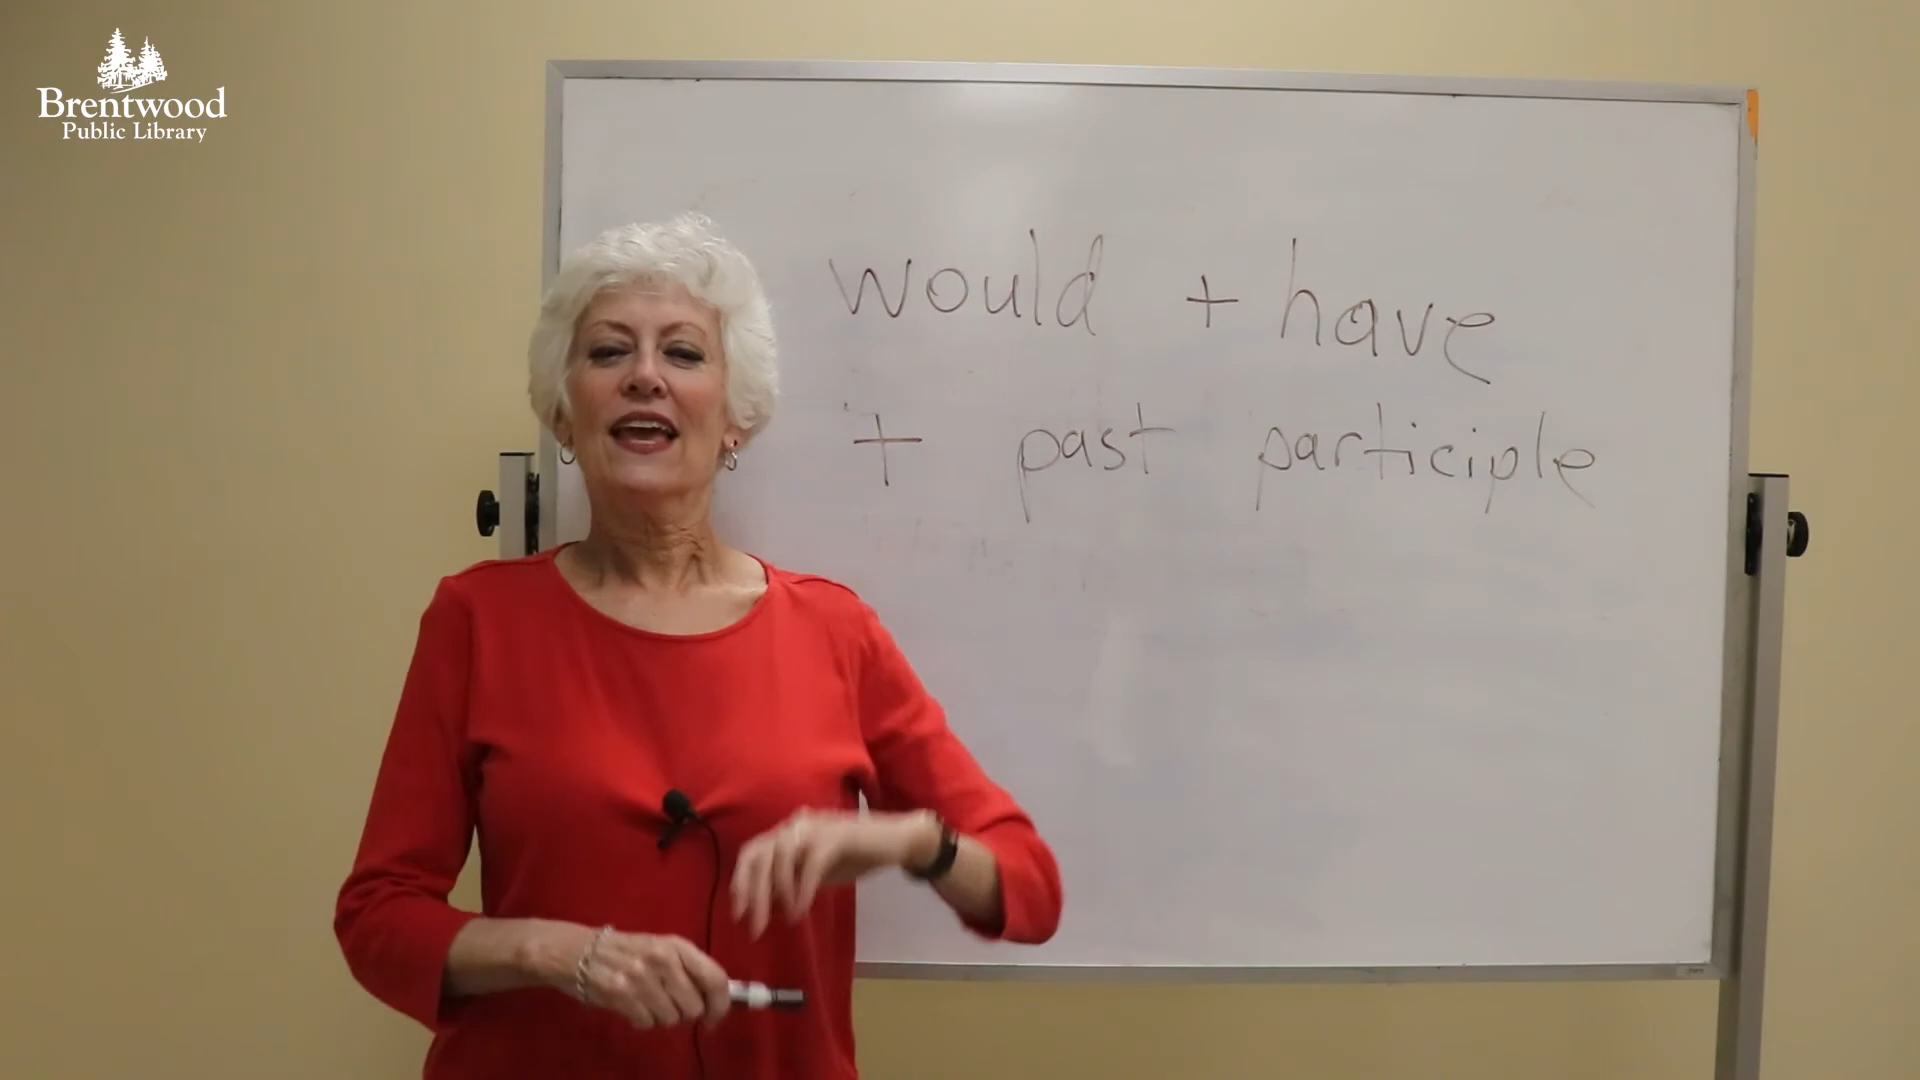 Brentwood
Public Library
would + have
+ past participle